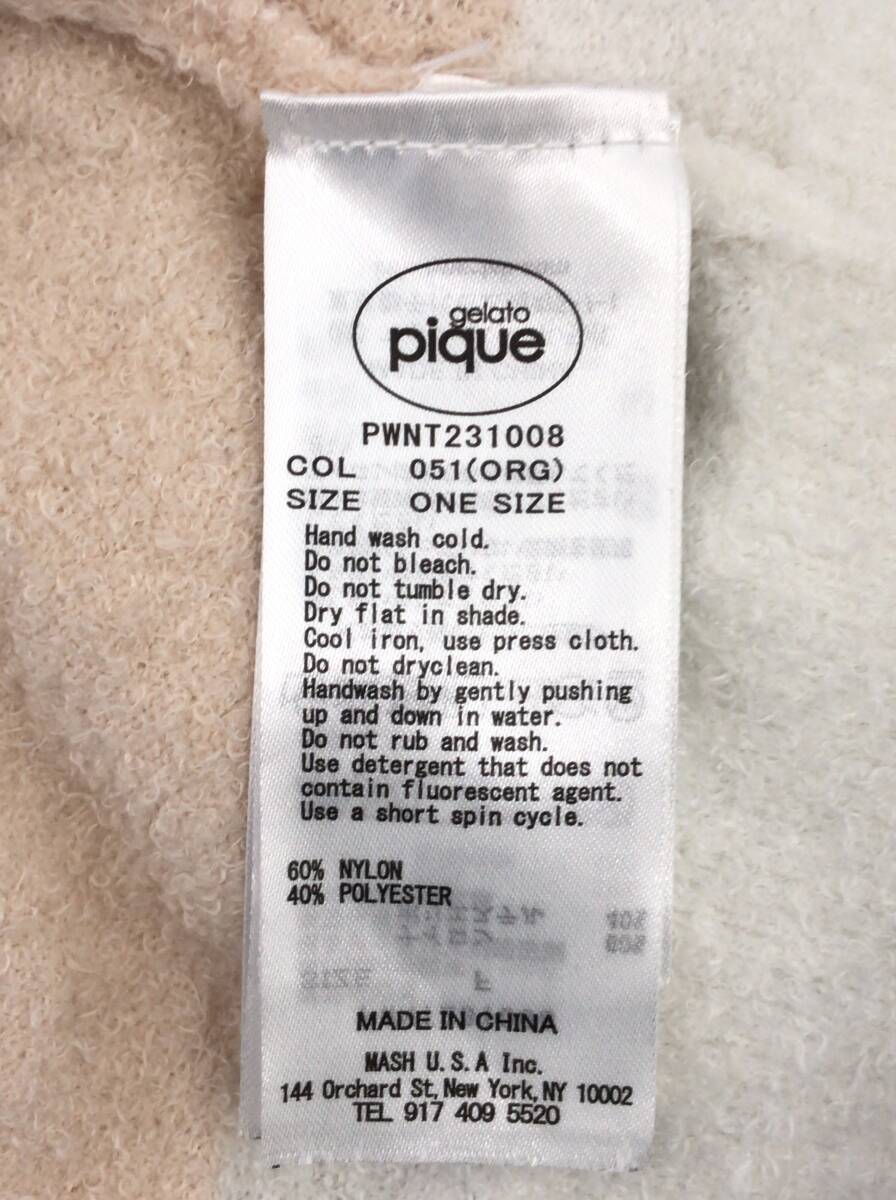 gelato
pique
PWNT231008
COL 051(ORG)
SIZE ONE SIZE
Hand wash cold.
Do not bleach.
Do not tumble dry.
Dry flat in shade.
Cool iron, use press cloth.
Do not dryclean.
Handwash by gently pushing
up and down in water.
Do not rub and wash.
Use detergent that does not
contain fluorescent agent.
Use a short spin cycle.
60% NYLON
40% POLYESTER
MADE IN CHINA
MASH U.S.A Inc.
144 Orchard St, New York, NY 10002
TEL 917 409 5520